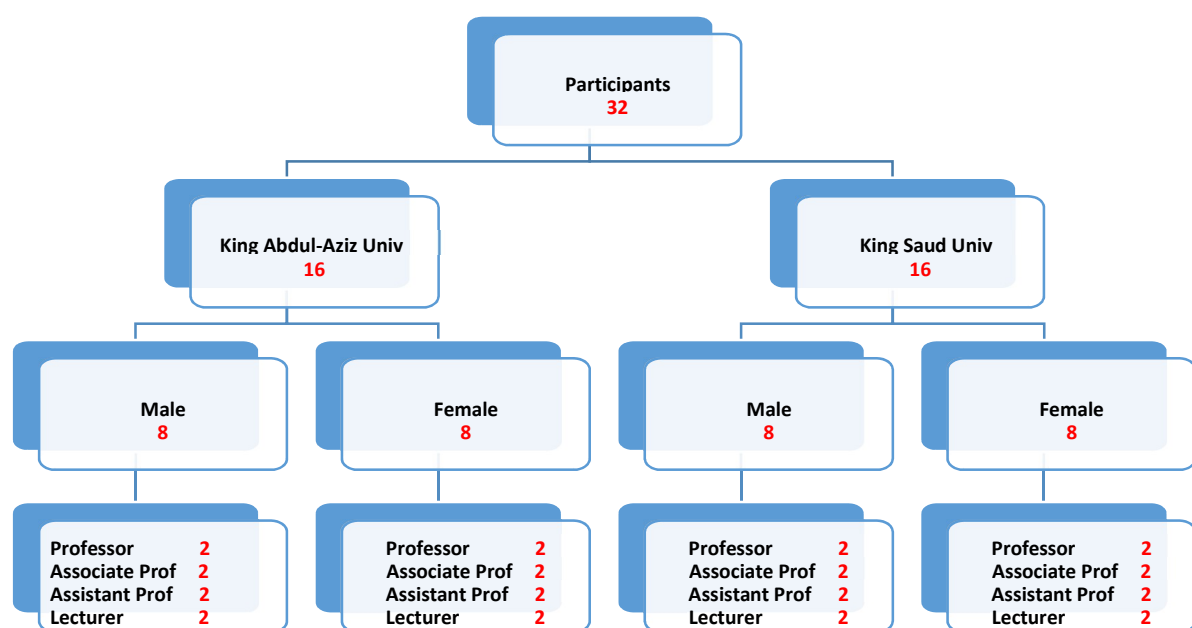 Participants
32
King Abdul-Aziz Univ
16
King Saud Univ
16
Male
8
Female
8
Male
8
Female
8
Professor 2
Associate Prof 2
Assistant Prof 2
Lecturer 2
Professor 2
Associate Prof 2
Assistant Prof 2
Lecturer 2
Professor 2
Associate Prof 2
Assistant Prof 2
Lecturer 2
Professor 2
Associate Prof 2
Assistant Prof 2
Lecturer 2